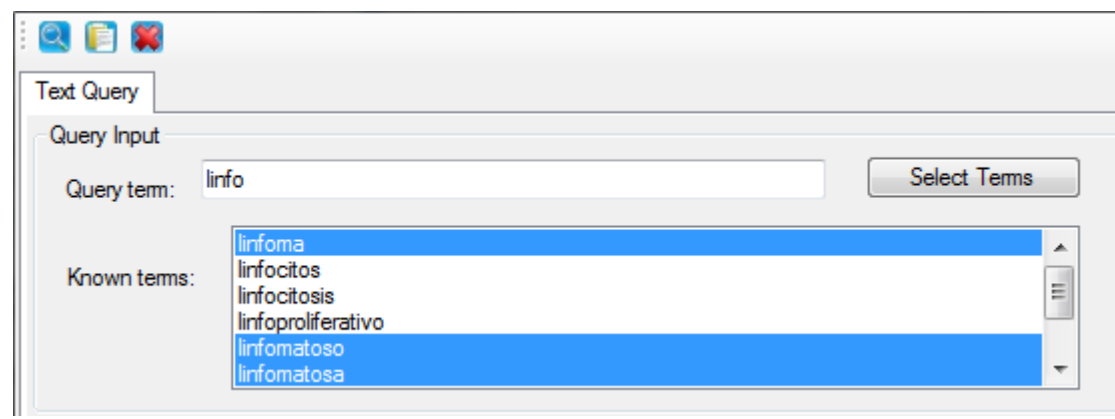 Text Query
Query Input
Query term: linfo Select Terms
Known terms:
linfoma
linfocitos
linfocitosis
linfoproliferativo
linfomatoso
linfomatosa